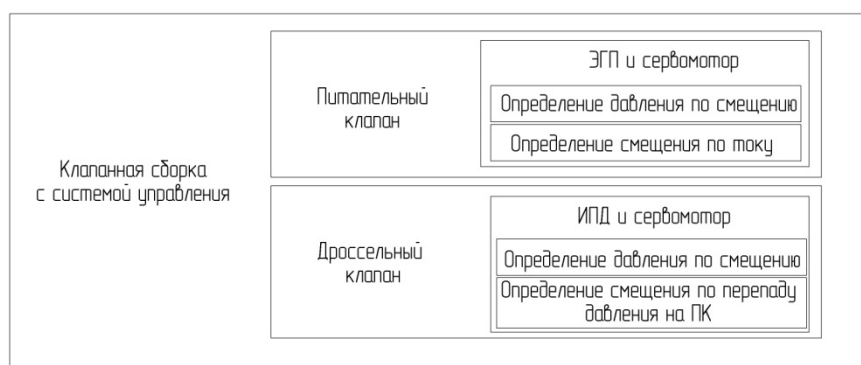 Клапанная сборка
с системой управления
Питательный
клапан
ЭГП и сервомотор
Определение давления по смещению
Определение смещения по току
Дроссельный
клапан
ИПД и сервомотор
Определение давления по смещению
Определение смещения по перепаду
давления на ПК